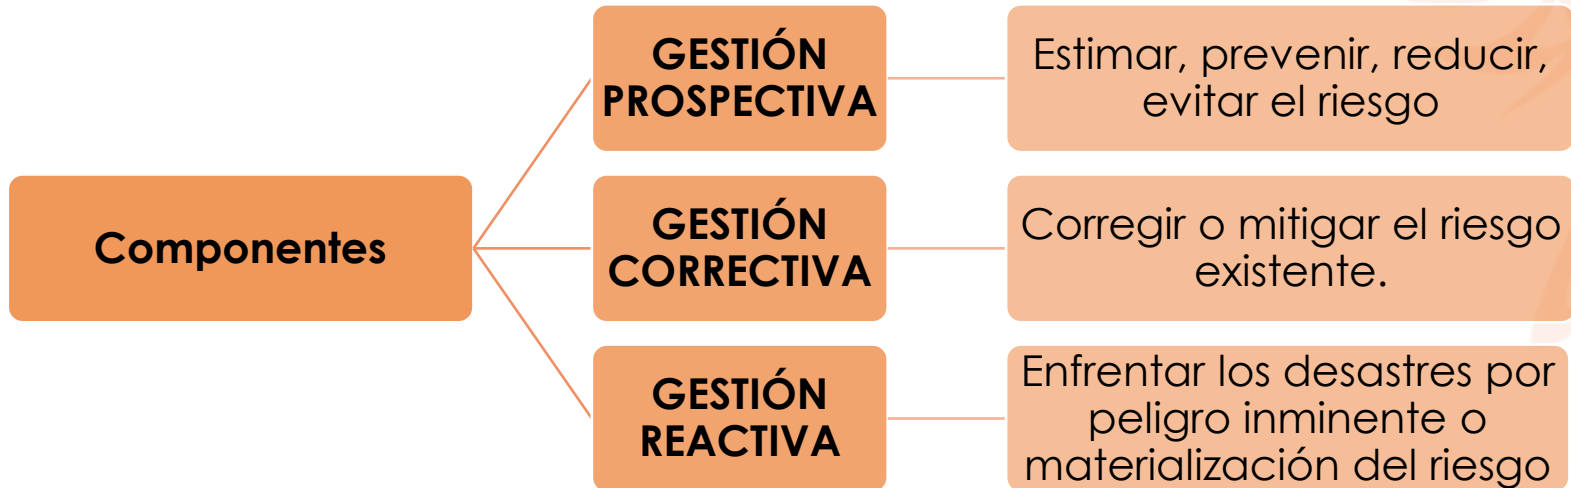 Componentes
GESTIÓN
PROSPECTIVA
Estimar, prevenir, reducir,
evitar el riesgo
GESTIÓN
CORRECTIVA
Corregir o mitigar el riesgo
existente.
GESTIÓN
REACTIVA
Enfrentar los desastres por
peligro inminente o
materialización del riesgo